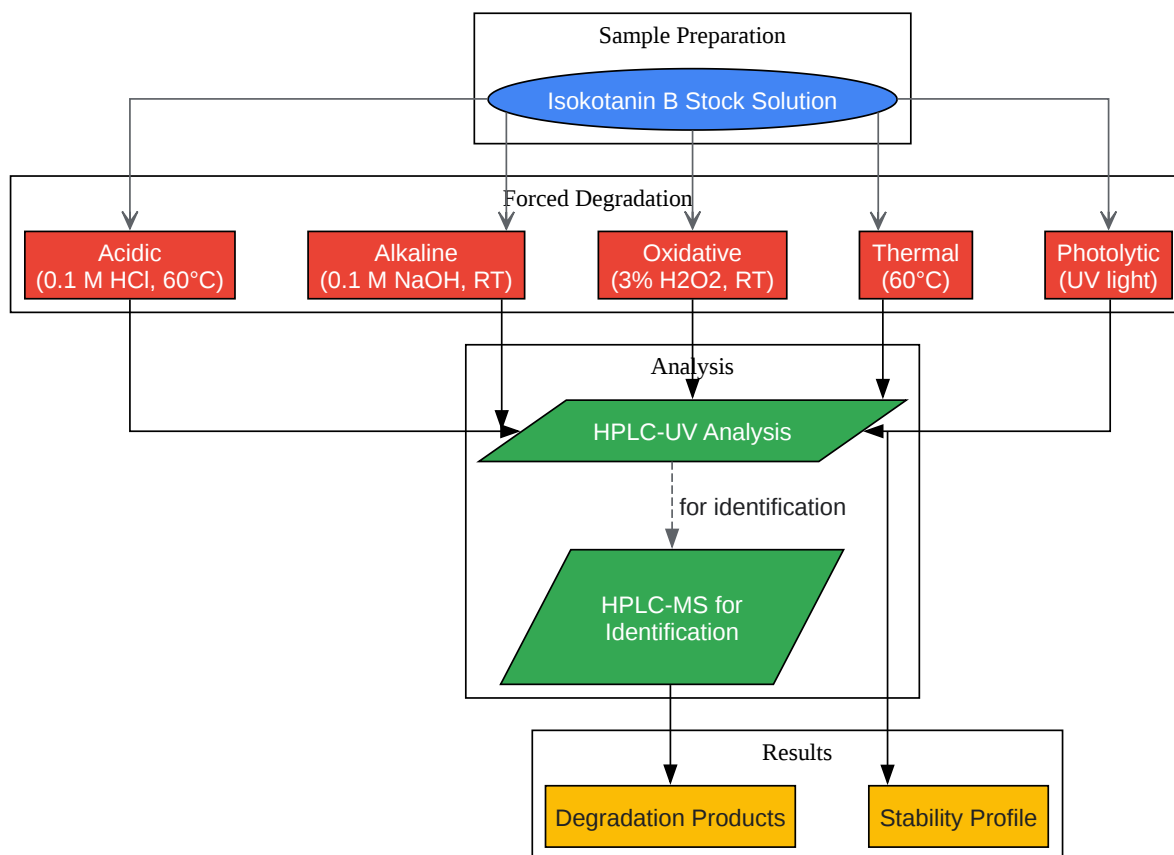 Sample Preparation
Isokotanin B Stock Solution
Forced Degradation
Acidic
(0.1 M HCl, 60°C)
Alkaline
(0.1 M NaOH, RT)
Oxidative
(3% H2O2, RT)
Thermal
(60°C)
Photolytic
(UV light)
Analysis
HPLC-UV Analysis
for identification
HPLC-MS for
Identification
Results
Degradation Products
Stability Profile